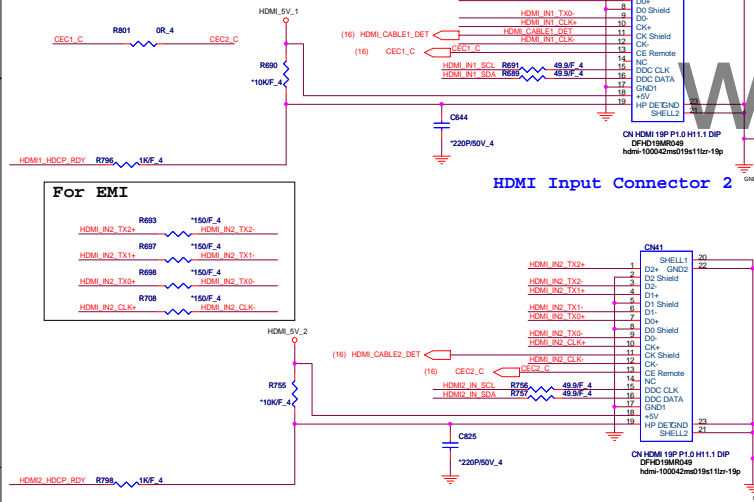 HDMI_5V_1
R801 0R_4
CEC1_C CEC2_C
R690
*10K/F_4
HDMI_IN1_TX0-
HDMI_IN1_CLK+
(16) HDMI_CABLE1_DET HDMI_CABLE1_DET
HDMI_IN1_CLK-
(16) CEC1_C CEC1_C
HDMI_IN1_SCL R691 49.9/F_4
HDMI_IN1_SDA R689 49.9/F_4
D0+
8 D0 Shield
9 D0-
10 CK+
11 CK Shield
12 CK-
13 CE Remote
14 NC
15 DDC CLK
16 DDC DATA
17 GND1
18 +5V
19 HP DETGND 23
SHELL2 21
W
C644
*220P/50V_4
CN HDMI 19P P1.0 H11.1 DIP
DFHD19MR049
hdmi-100042ms019s11lzr-19p
HDMI1_HDCP_RDY R796 1K/F_4
HDMI Input Connector 2
For EMI
R693 *150/F_4
HDMI_IN2_TX2+ HDMI_IN2_TX2-
R697 *150/F_4
HDMI_IN2_TX1+ HDMI_IN2_TX1-
R698 *150/F_4
HDMI_IN2_TX0+ HDMI_IN2_TX0-
R708 *150/F_4
HDMI_IN2_CLK+ HDMI_IN2_CLK-
HDMI_5V_2
R755
*10K/F_4
HDMI_IN2_TX2+
HDMI_IN2_TX2-
HDMI_IN2_TX1+
HDMI_IN2_TX1-
HDMI_IN2_TX0+
HDMI_IN2_TX0-
HDMI_IN2_CLK+
(16) HDMI_CABLE2_DET
HDMI_IN2_CLK-
(16) CEC2_C CEC2_C
HDMI2_IN_SCL R756 49.9/F_4
HDMI2_IN_SDA R757 49.9/F_4
CN41
SHELL1 20
1 D2+ GND2 22
2 D2 Shield
3 D2-
4 D1+
5 D1 Shield
6 D1-
7 D0+
8 D0 Shield
9 D0-
10 CK+
11 CK Shield
12 CK-
13 CE Remote
14 NC
15 DDC CLK
16 DDC DATA
17 GND1
18 +5V
19 HP DETGND 23
SHELL2 21
C825
*220P/50V_4
CN HDMI 19P P1.0 H11.1 DIP
DFHD19MR049
hdmi-100042ms019s11lzr-19p
HDMI2_HDCP_RDY R798 1K/F_4